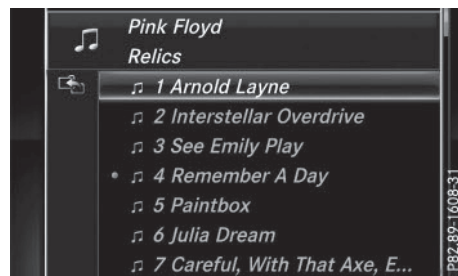 Pink Floyd
Relics
1 Arnold Layne
2 Interstellar Overdrive
3 See Emily Play
4 Remember A Day
5 Paintbox
6 Julia Dream
7 Careful, With That Axe, E...
P82.89-1608-31